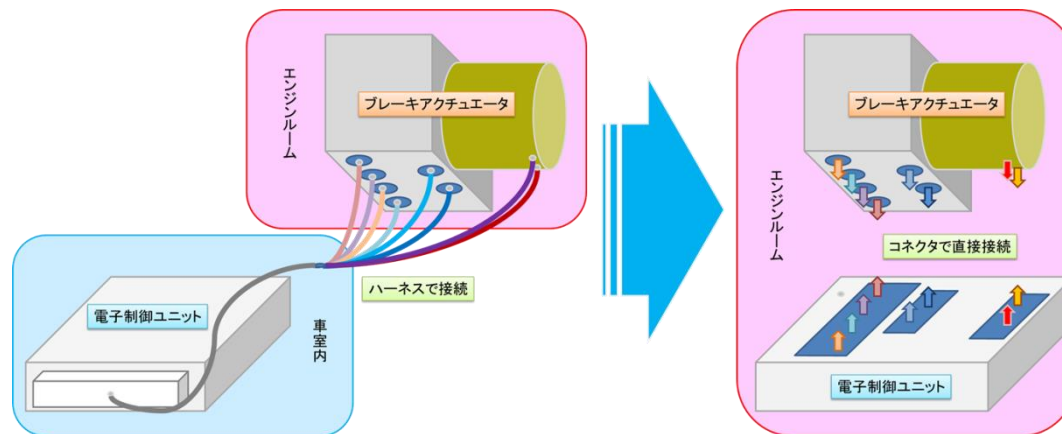 エンジンルーム
ブレーキアクチュエータ
ハーネスで接続
電子制御ユニット
車室内
ブレーキアクチュエータ
エンジンルーム
コネクタで直接接続
電子制御ユニット